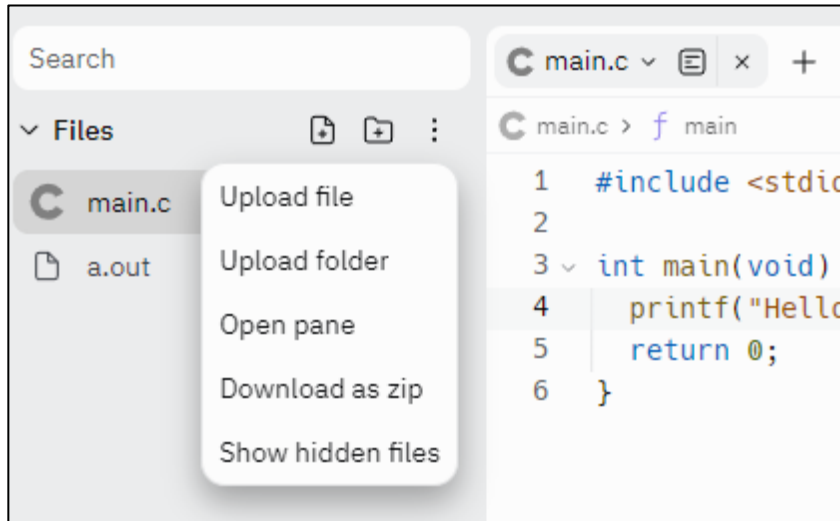 Search
Files
main.c
a.out
Upload file
Upload folder
Open pane
Download as zip
Show hidden files
main.c
main.c > f main
1 #include <stdio
2
3 int main(void)
4 printf("Hello
5 return 0;
6 }